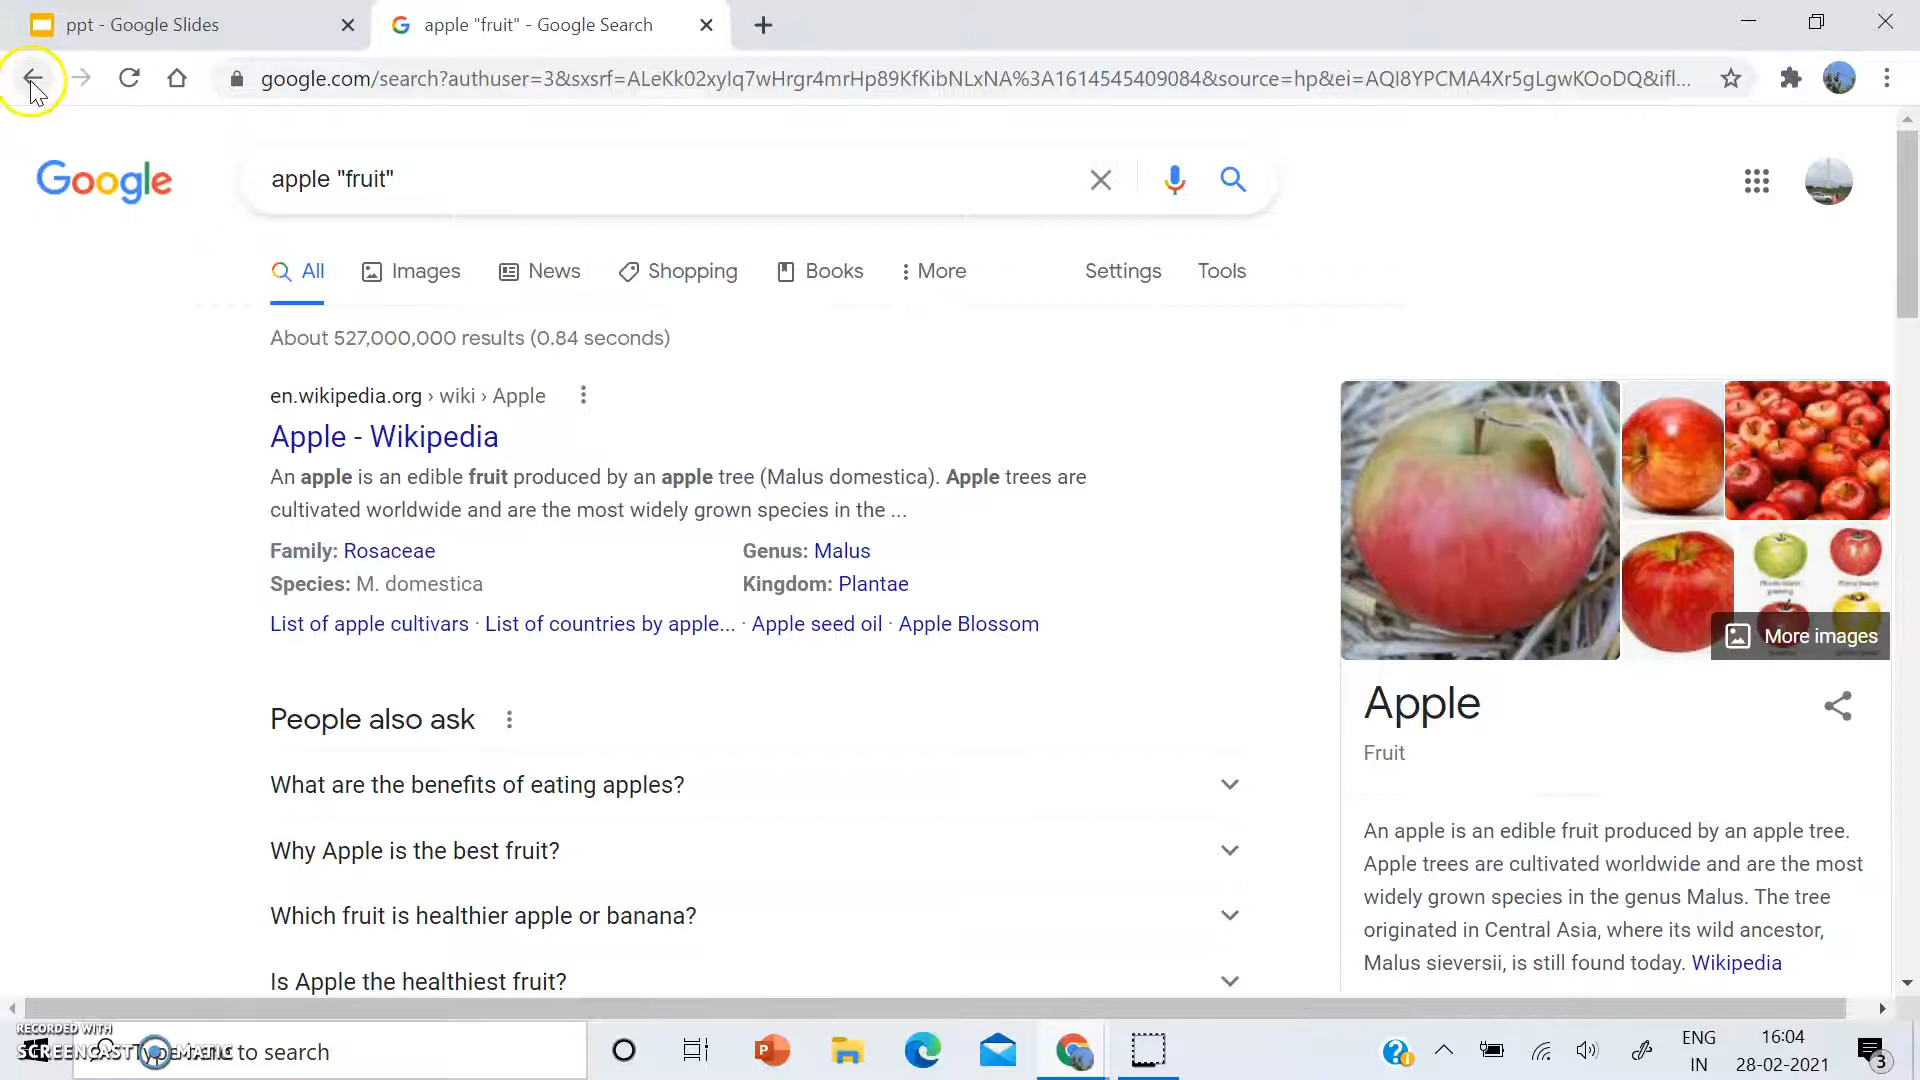 ppt - Google Slides
apple "fruit" - Google Search
google.com/search?authuser=3&sxsrf=ALeKk02xyIq7wHrgr4mrHp89KfKibNLxNA%3A1614545409084&source=hp&ei=AQI8YPCMA4Xr5gLgwKOoDQ&ifl...
Google
apple "fruit"
All
Images
News
Shopping
Books
More
Settings
Tools
About 527,000,000 results (0.84 seconds)
en.wikipedia.org › wiki › Apple
Apple - Wikipedia
An apple is an edible fruit produced by an apple tree (Malus domestica). Apple trees are
cultivated worldwide and are the most widely grown species in the ...
Family: Rosaceae
Genus: Malus
Species: M. domestica
Kingdom: Plantae
List of apple cultivars · List of countries by apple... · Apple seed oil · Apple Blossom
People also ask
What are the benefits of eating apples?
Why Apple is the best fruit?
Which fruit is healthier apple or banana?
Is Apple the healthiest fruit?
More images
Apple
Fruit
An apple is an edible fruit produced by an apple tree.
Apple trees are cultivated worldwide and are the most
widely grown species in the genus Malus. The tree
originated in Central Asia, where its wild ancestor,
Malus sieversii, is still found today. Wikipedia
RECORDED WITH
SCREENCAST MATIC
Type here to search
ENG
IN
16:04
28-02-2021
3